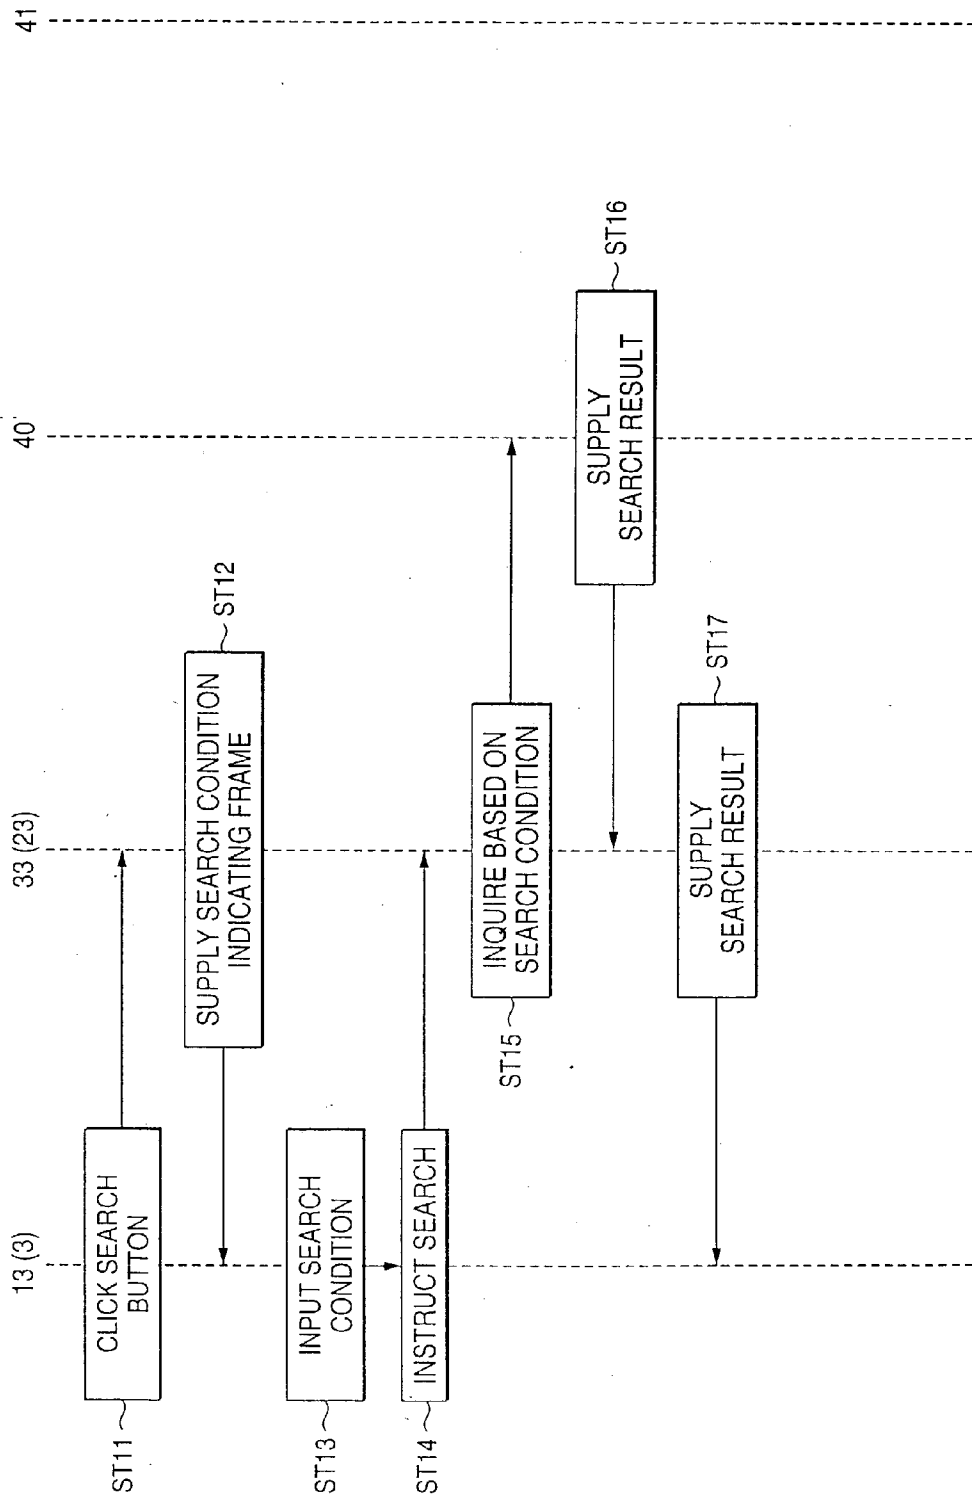 13 (3)
33 (23)
40
41
CLICK SEARCH
BUTTON
ST11
SUPPLY SEARCH CONDITION
INDICATING FRAME
ST12
INPUT SEARCH
CONDITION
ST13
INSTRUCT SEARCH
ST14
INQUIRE BASED ON
SEARCH CONDITION
ST15
SUPPLY
SEARCH RESULT
ST16
SUPPLY
SEARCH RESULT
ST17